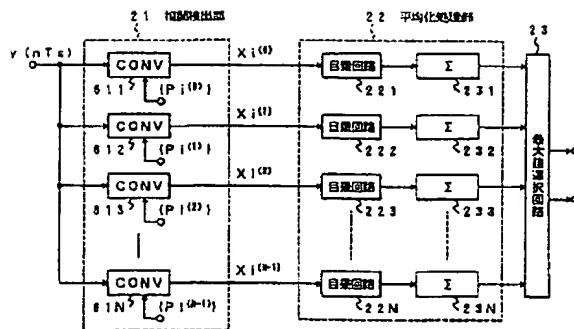 21 相関検出器
22 平均化処理部
23
y(nTs)
CONV
Xi(0)
自乗回路
Σ
611
{Pi(0)}
221
231
CONV
Xi(1)
自乗回路
Σ
612
{Pi(1)}
222
232
CONV
Xi(2)
自乗回路
Σ
613
{Pi(2)}
223
233
最大値選択回路
CONV
Xi(N-1)
自乗回路
Σ
61N
{Pi(N-1)}
22N
23N